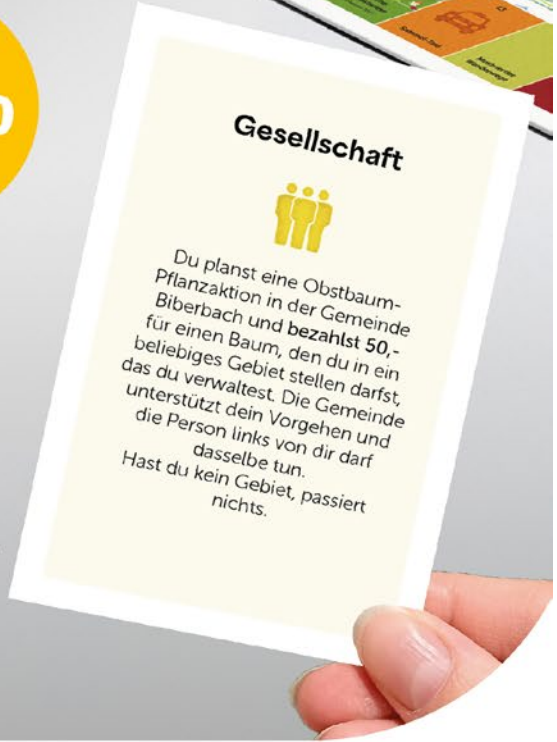 Gesellschaft
Du planst eine Obstbaum-
Pflanzaktion in der Gemeinde
Biberbach und bezahlst 50,-
für einen Baum, den du in ein
beliebiges Gebiet stellen darfst,
das du verwaltest. Die Gemeinde
unterstützt dein Vorgehen und
die Person links von dir darf
dasselbe tun.
Hast du kein Gebiet, passiert
nichts.